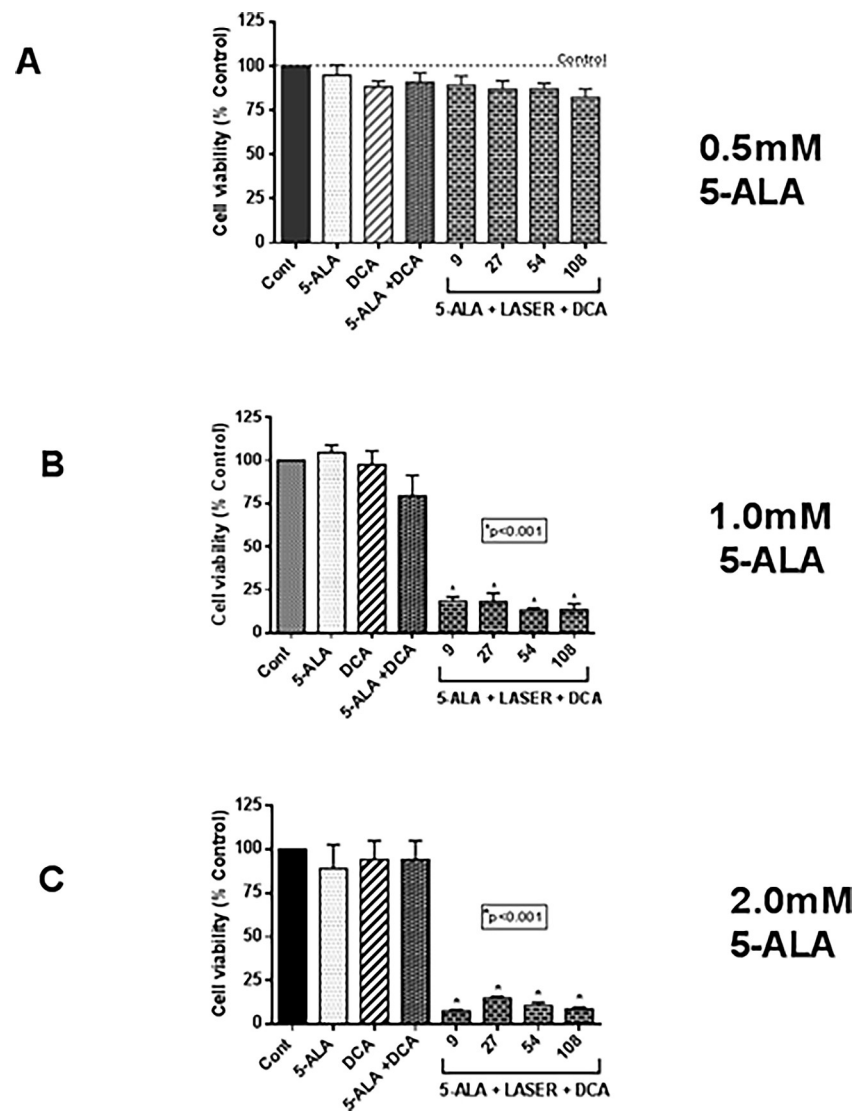 A
Cell viability (% Control)
125
100
75
50
25
0
Control
Cont
5-ALA
DCA
5-ALA +DCA
9
27
54
108
5-ALA + LASER + DCA
0.5mM
5-ALA
B
Cell viability (% Control)
125
100
75
50
25
0
*p<0.001
* * * *
Cont
5-ALA
DCA
5-ALA +DCA
9
27
54
108
5-ALA + LASER + DCA
1.0mM
5-ALA
C
Cell viability (% Control)
125
100
75
50
25
0
*p<0.001
* * * *
Cont
5-ALA
DCA
5-ALA +DCA
9
27
54
108
5-ALA + LASER + DCA
2.0mM
5-ALA